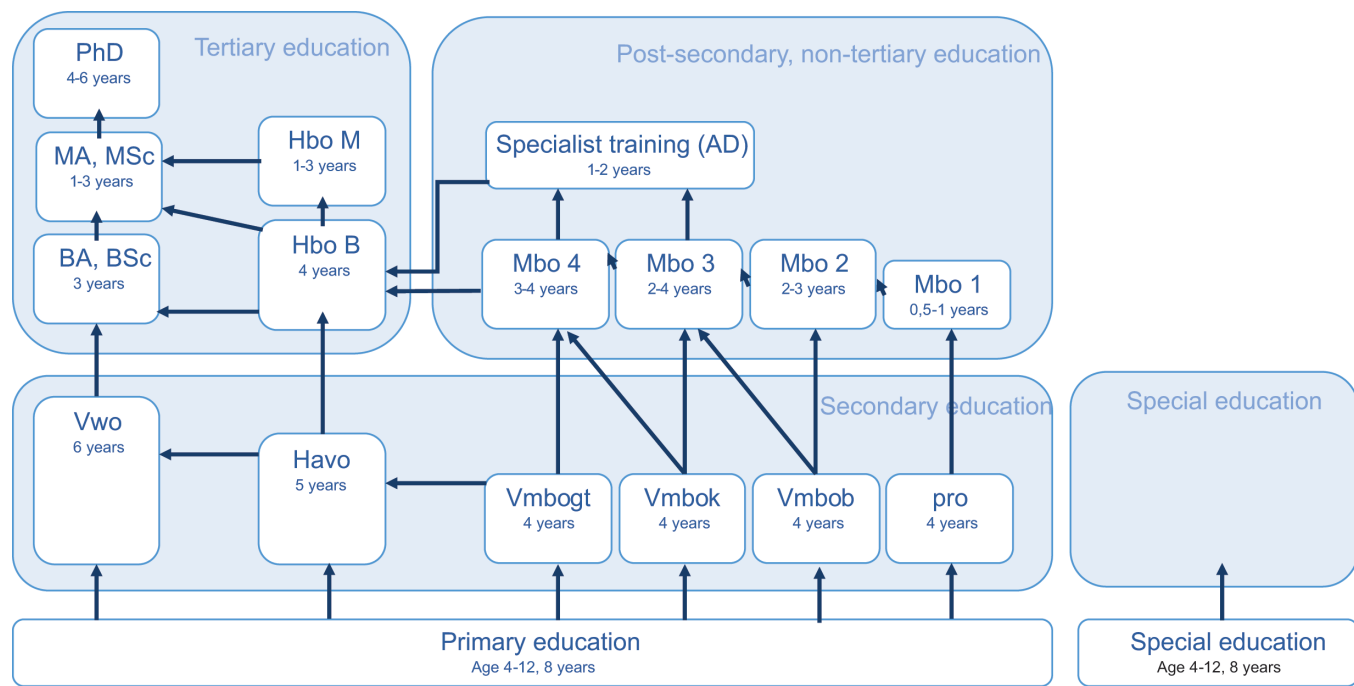 Tertiary education
PhD
4-6 years
MA, MSc
1-3 years
Hbo M
1-3 years
BA, BSc
3 years
Hbo B
4 years
Post-secondary, non-tertiary education
Specialist training (AD)
1-2 years
Mbo 4
3-4 years
Mbo 3
2-4 years
Mbo 2
2-3 years
Mbo 1
0,5-1 years
Secondary education
Vwo
6 years
Havo
5 years
Vmbogt
4 years
Vmbok
4 years
Vmbob
4 years
pro
4 years
Special education
Primary education
Age 4-12, 8 years
Special education
Age 4-12, 8 years